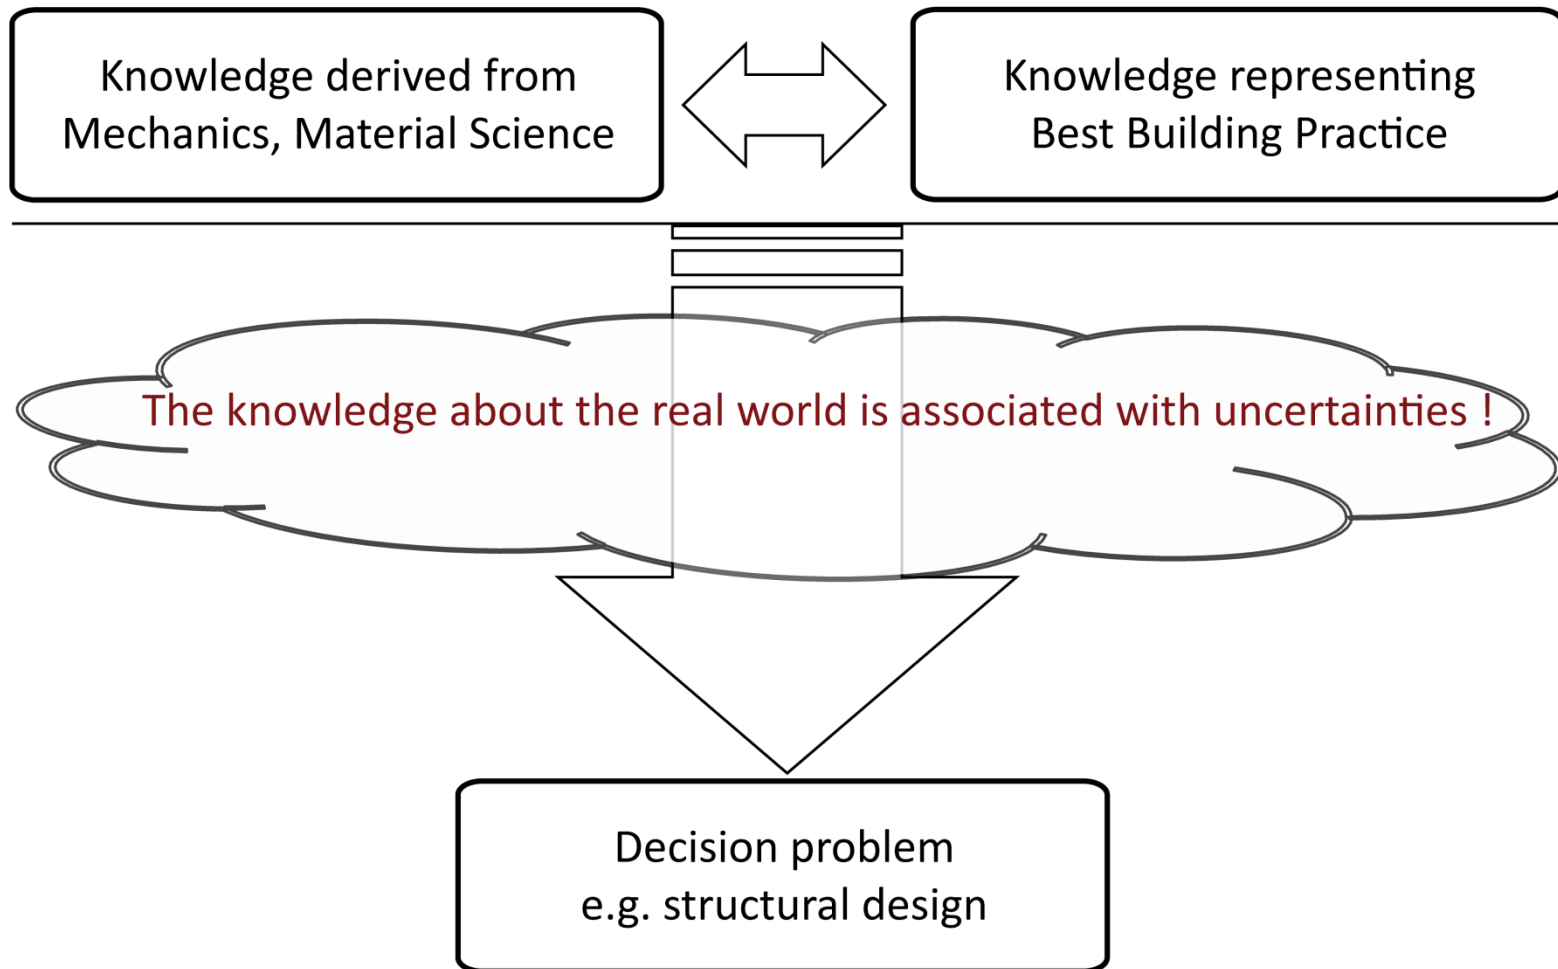 Knowledge derived from
Mechanics, Material Science
Knowledge representing
Best Building Practice
The knowledge about the real world is associated with uncertainties !
Decision problem
e.g. structural design